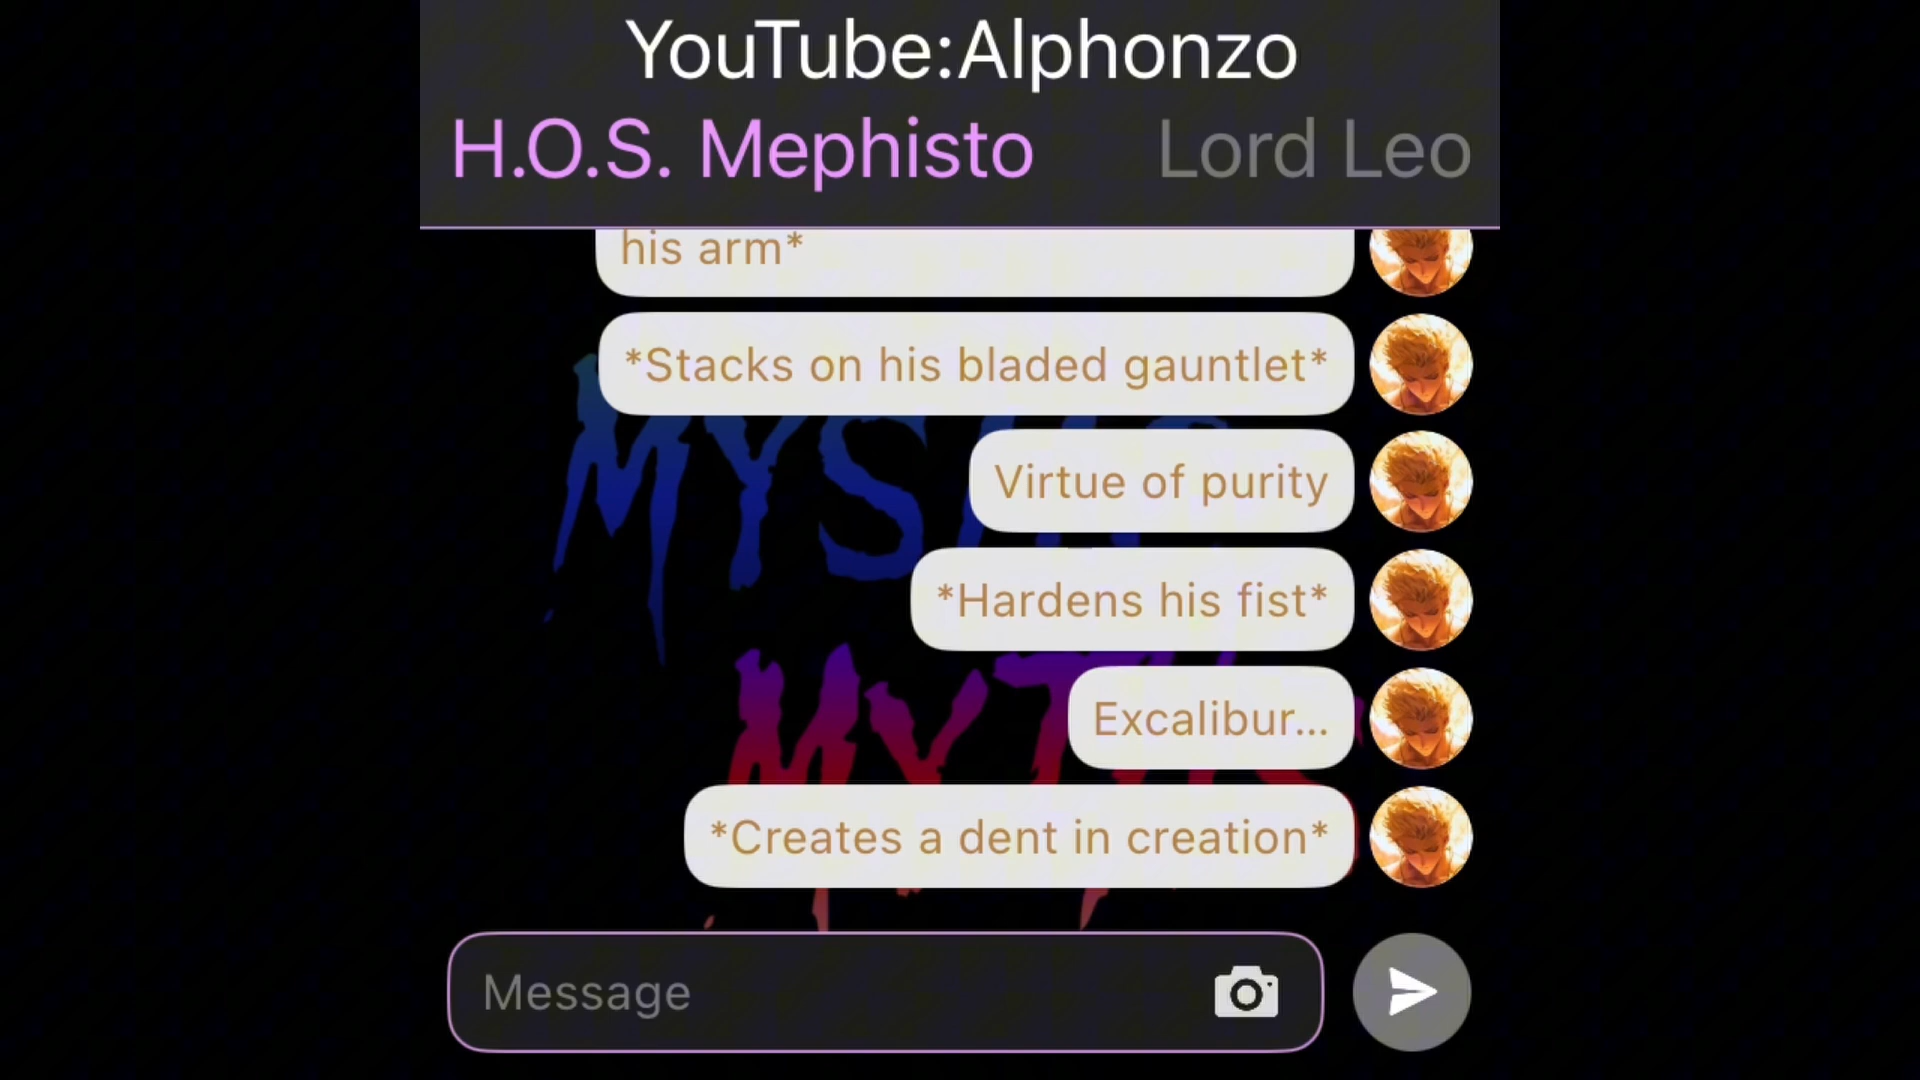 YouTube:Alphonzo
H.O.S. Mephisto Lord Leo
his arm*
*Stacks on his bladed gauntlet*
Virtue of purity
*Hardens his fist*
Excalibur...
*Creates a dent in creation*
Message